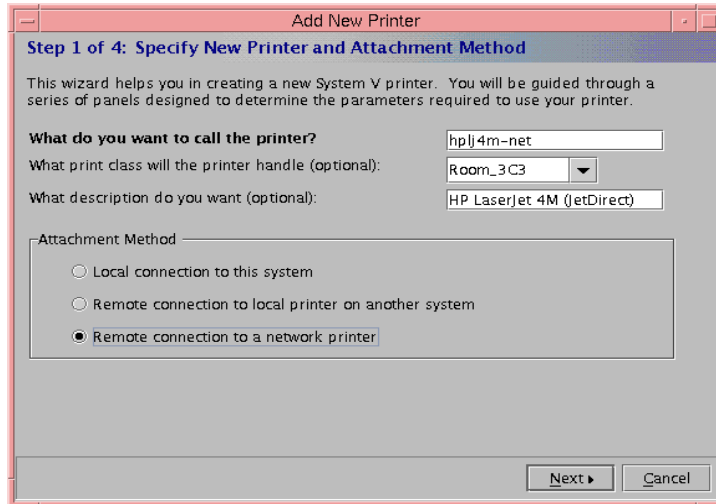 Add New Printer
Step 1 of 4: Specify New Printer and Attachment Method
This wizard helps you in creating a new System V printer. You will be guided through a
series of panels designed to determine the parameters required to use your printer.
What do you want to call the printer? hplj4m-net
What print class will the printer handle (optional): Room_3C3
What description do you want (optional): HP LaserJet 4M (JetDirect)
Attachment Method
Local connection to this system
Remote connection to local printer on another system
Remote connection to a network printer
Next Cancel